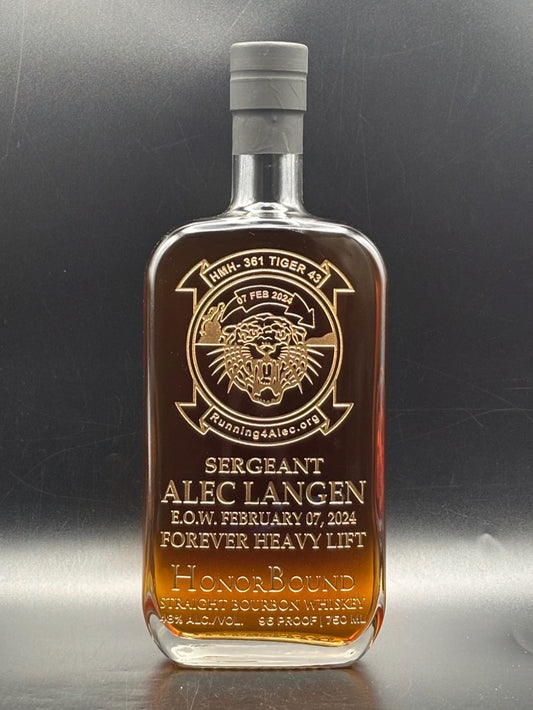 HMH- 361 TIGER 43
07 FEB 2024
Running4Alec.org
SERGEANT
ALEC LANGEN
E.O.W. FEBRUARY 07, 2024
FOREVER HEAVY LIFT
HONORBOUND
STRAIGHT BOURBON WHISKEY
48% ALC./VOL. 96 PROOF | 750 ML